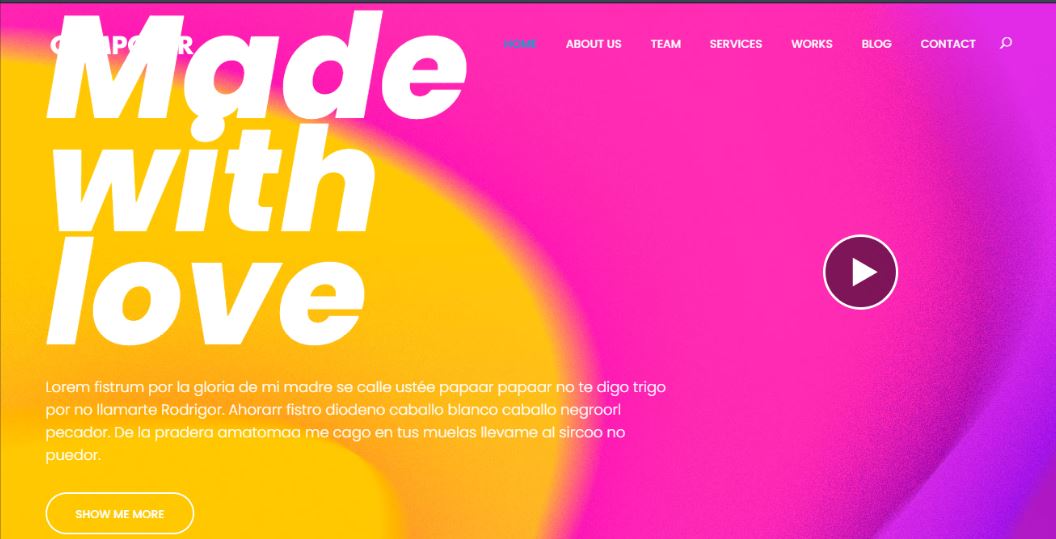 HOME ABOUT US TEAM SERVICES WORKS BLOG CONTACT
Made
with
love
Lorem fistrum por la gloria de mi madre se calle ustée papaar papaar no te digo trigo
por no llamarte Rodrigor. Ahorarr fistro diodeno caballo blanco caballo negroorl
pecador. De la pradera amatomaa me cago en tus muelas llevame al sircoo no
puedor.
SHOW ME MORE